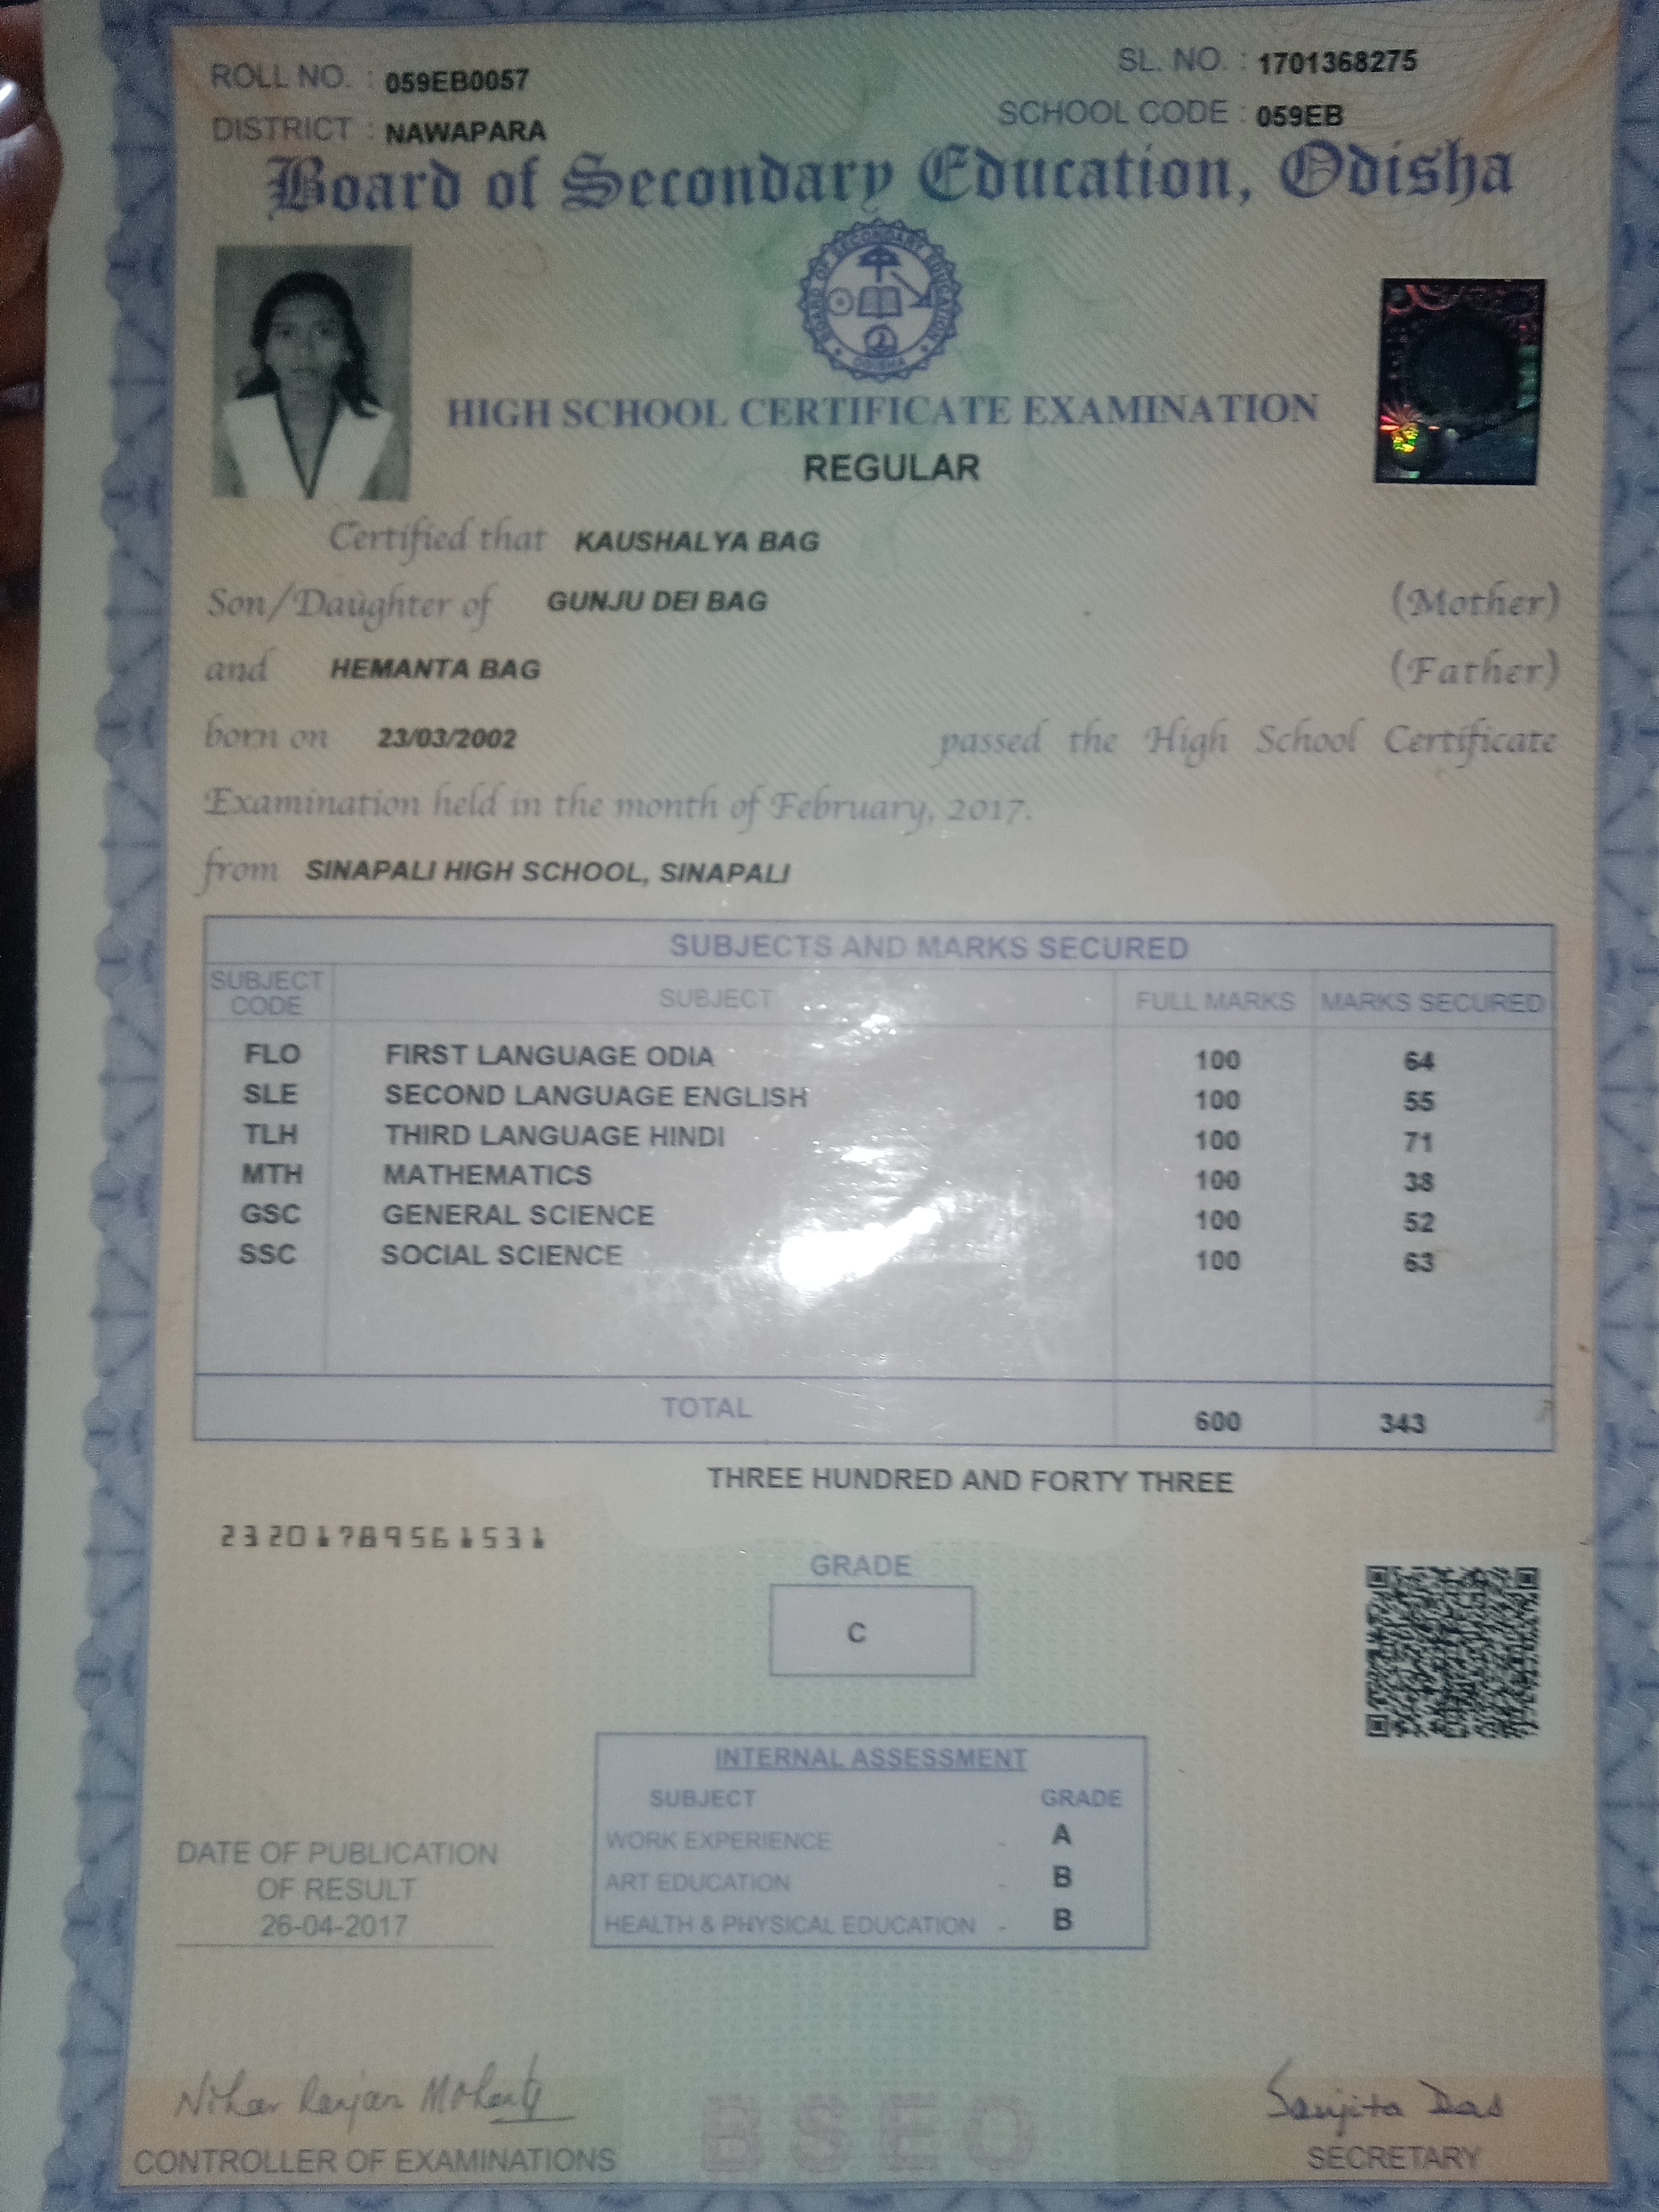 ROLL NO. : 059EB0057
SL. NO. : 1701368275
DISTRICT : NAWAPARA
SCHOOL CODE : 059EB
Board of Secondary Education, Odisha
BOARD OF SECONDARY EDUCATION
ODISHA
HIGH SCHOOL CERTIFICATE EXAMINATION
REGULAR
Certified that KAUSHALYA BAG
Son/Daughter of GUNJU DEI BAG (Mother)
and HEMANTA BAG (Father)
born on 23/03/2002 passed the High School Certificate
Examination held in the month of February, 2017.
from SINAPALI HIGH SCHOOL, SINAPALI
SUBJECTS AND MARKS SECURED
SUBJECT CODE SUBJECT FULL MARKS MARKS SECURED
FLO FIRST LANGUAGE ODIA 100 64
SLE SECOND LANGUAGE ENGLISH 100 55
TLH THIRD LANGUAGE HINDI 100 71
MTH MATHEMATICS 100 38
GSC GENERAL SCIENCE 100 52
SSC SOCIAL SCIENCE 100 63
TOTAL 600 343
THREE HUNDRED AND FORTY THREE
23201789561531
GRADE
C
INTERNAL ASSESSMENT
SUBJECT GRADE
WORK EXPERIENCE - A
ART EDUCATION - B
HEALTH & PHYSICAL EDUCATION - B
DATE OF PUBLICATION
OF RESULT
26-04-2017
Nihar Ranjan Mohanty
Sanjita Das
BSEO
CONTROLLER OF EXAMINATIONS
SECRETARY